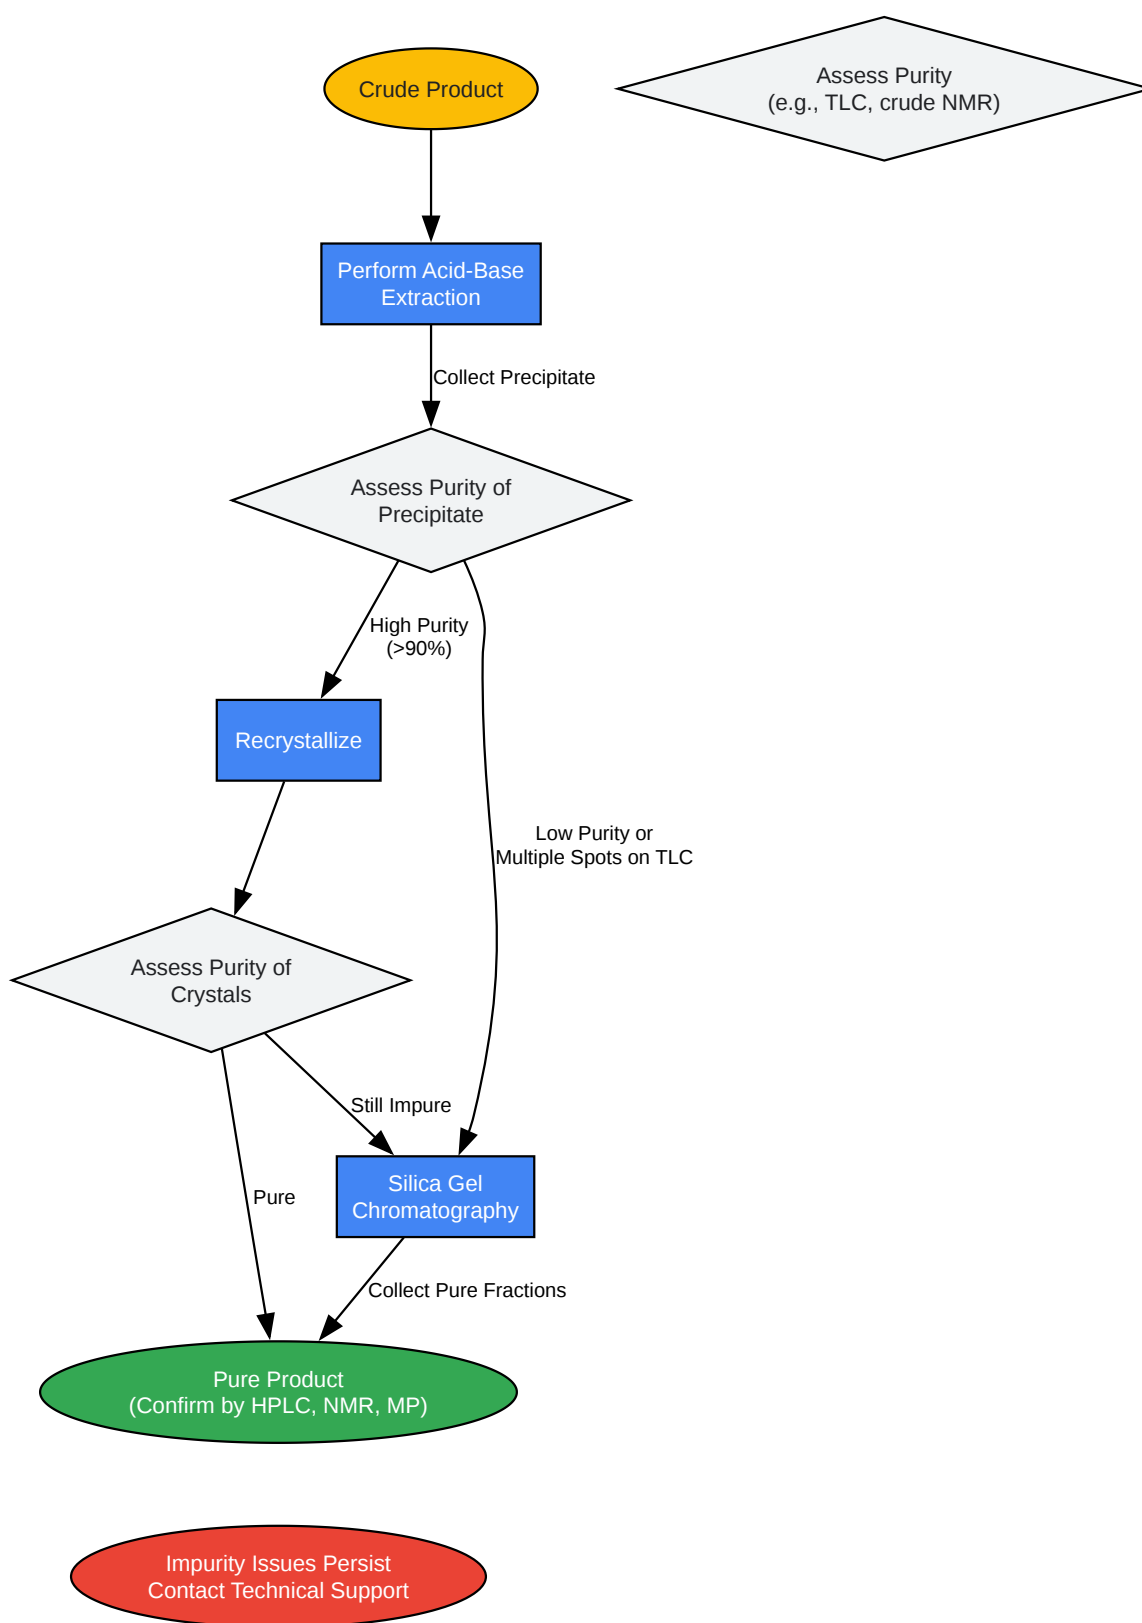 Crude Product
Assess Purity
(e.g., TLC, crude NMR)
Perform Acid-Base
Extraction
Collect Precipitate
Assess Purity of
Precipitate
High Purity
(>90%)
Recrystallize
Low Purity or
Multiple Spots on TLC
Assess Purity of
Crystals
Still Impure
Silica Gel
Chromatography
Pure
Collect Pure Fractions
Pure Product
(Confirm by HPLC, NMR, MP)
Impurity Issues Persist
Contact Technical Support